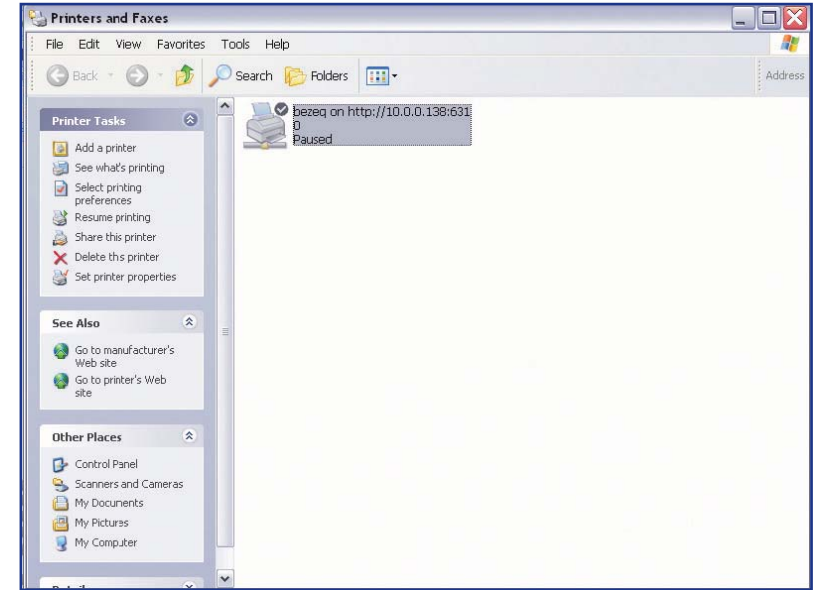 Printers and Faxes
File Edit View Favorites Tools Help
Back Search Folders Address
Printer Tasks
Add a printer
See what's printing
Select printing
preferences
Resume printing
Share this printer
Delete ths printer
Set printer properties
See Also
Go to manufacturer's
Web site
Go to printer's Web
site
Other Places
Control Panel
Scanners and Cameras
My Documents
My Pictures
My Computer
bezeq on http://10.0.0.138:631
0
Paused